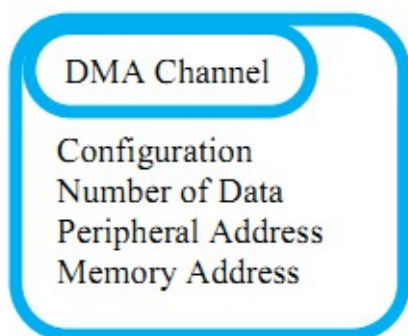 DMA Channel
Configuration
Number of Data
Peripheral Address
Memory Address